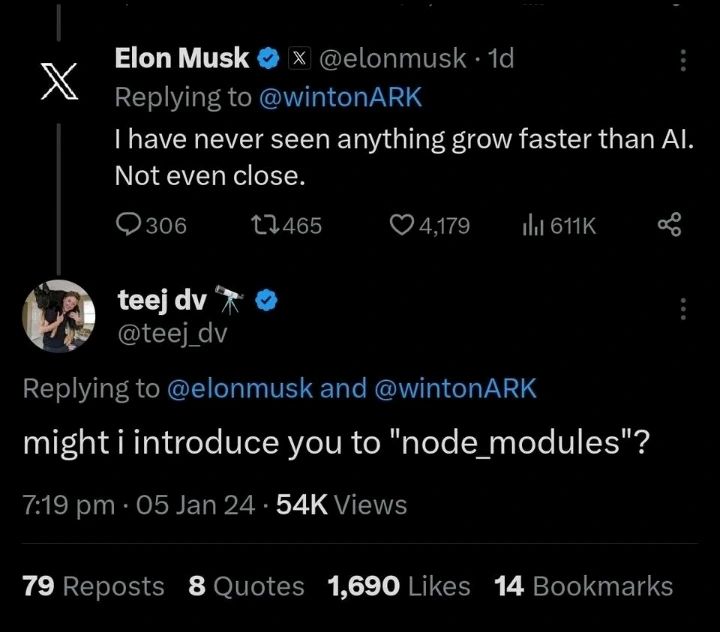 Elon Musk @elonmusk · 1d
Replying to @wintonARK
I have never seen anything grow faster than AI.
Not even close.
306 465 4,179 611K
teej dv
@teej_dv
Replying to @elonmusk and @wintonARK
might i introduce you to "node_modules"?
7:19 pm · 05 Jan 24 · 54K Views
79 Reposts 8 Quotes 1,690 Likes 14 Bookmarks